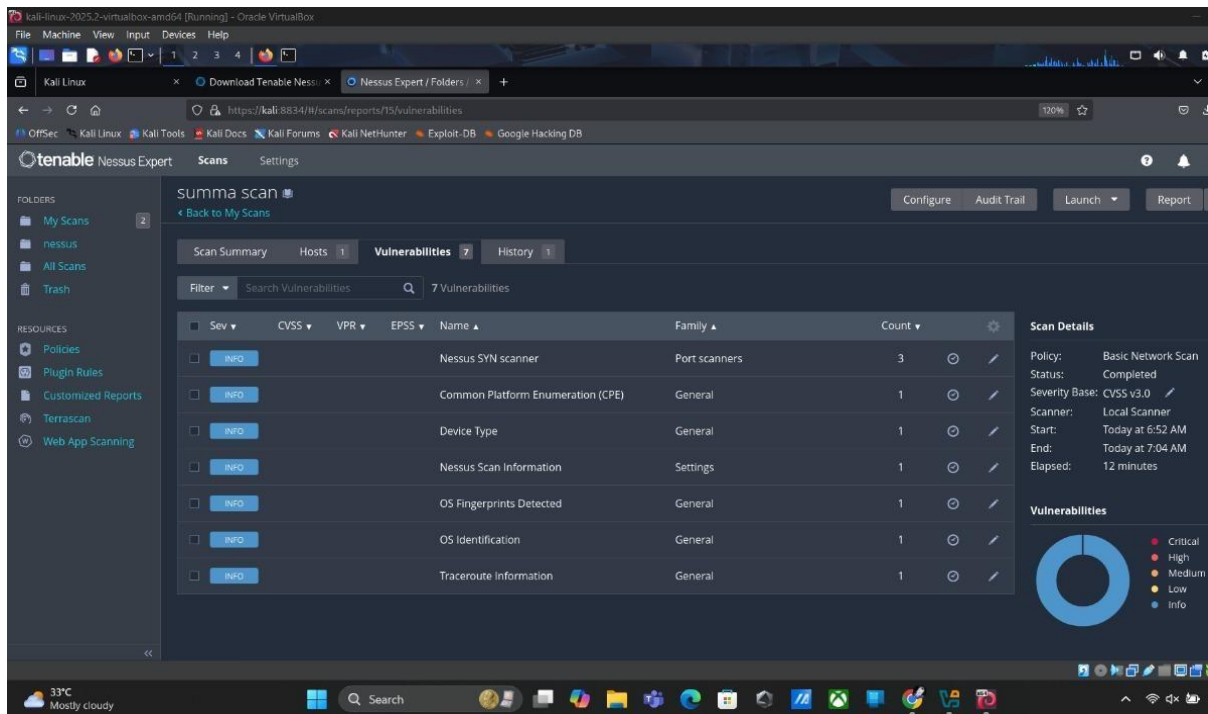 kali-linux-2025.2-virtualbox-amd64 [Running] - Oracle VirtualBox
File Machine View Input Devices Help
1 2 3 4
Kali Linux Download Tenable Nessu Nessus Expert / Folders /
https://kali:8834/#/scans/reports/15/vulnerabilities 120%
OffSec Kali Linux Kali Tools Kali Docs Kali Forums Kali NetHunter Exploit-DB Google Hacking DB
tenable Nessus Expert Scans Settings
FOLDERS
My Scans 2
nessus
All Scans
Trash
RESOURCES
Policies
Plugin Rules
Customized Reports
Terrascan
Web App Scanning
summa scan
Back to My Scans
Configure Audit Trail Launch Report
Scan Summary Hosts 1 Vulnerabilities 7 History 1
Filter Search Vulnerabilities 7 Vulnerabilities
Sev CVSS VPR EPSS Name Family Count
INFO Nessus SYN scanner Port scanners 3
INFO Common Platform Enumeration (CPE) General 1
INFO Device Type General 1
INFO Nessus Scan Information Settings 1
INFO OS Fingerprints Detected General 1
INFO OS Identification General 1
INFO Traceroute Information General 1
Scan Details
Policy: Basic Network Scan
Status: Completed
Severity Base: CVSS v3.0
Scanner: Local Scanner
Start: Today at 6:52 AM
End: Today at 7:04 AM
Elapsed: 12 minutes
Vulnerabilities
Critical
High
Medium
Low
Info
33°C
Mostly cloudy
Search